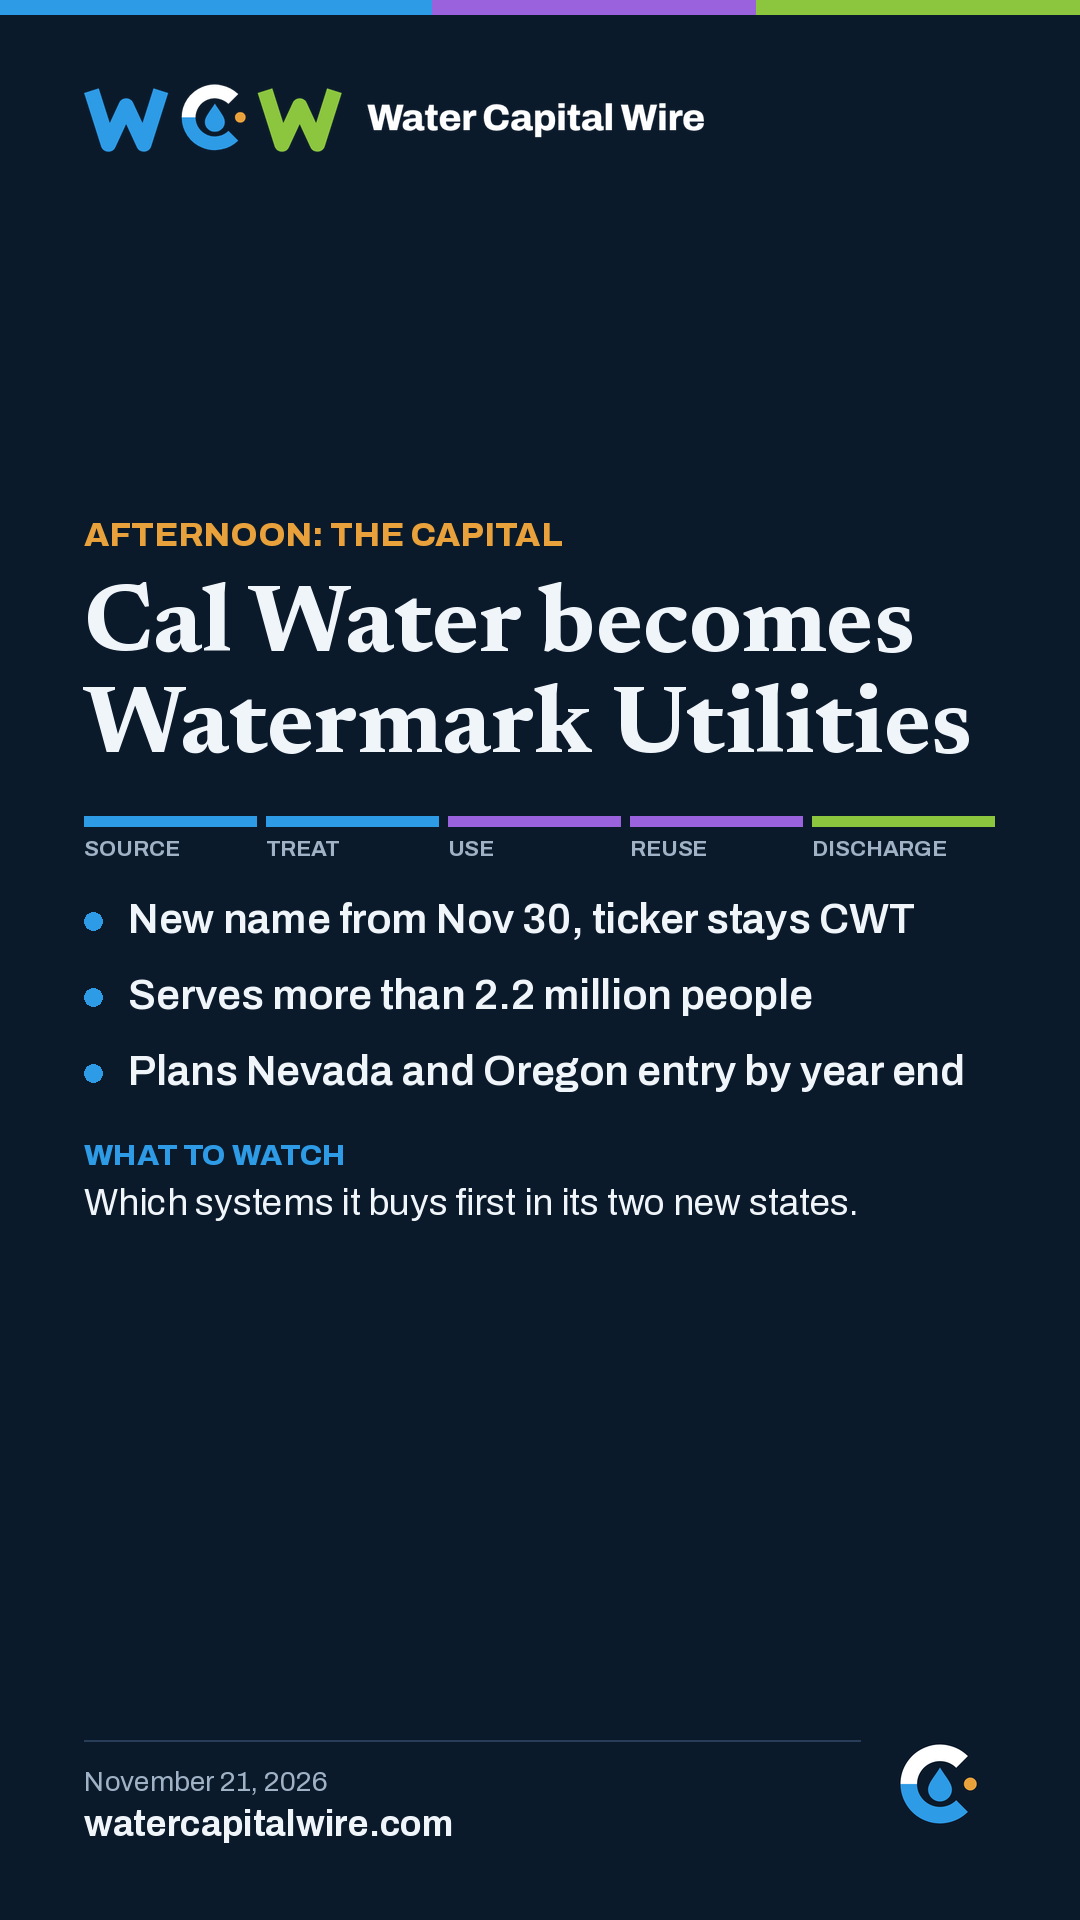 WCW Water Capital Wire
AFTERNOON: THE CAPITAL
Cal Water becomes
Watermark Utilities
SOURCE TREAT USE REUSE DISCHARGE
New name from Nov 30, ticker stays CWT
Serves more than 2.2 million people
Plans Nevada and Oregon entry by year end
WHAT TO WATCH
Which systems it buys first in its two new states.
November 21, 2026
watercapitalwire.com